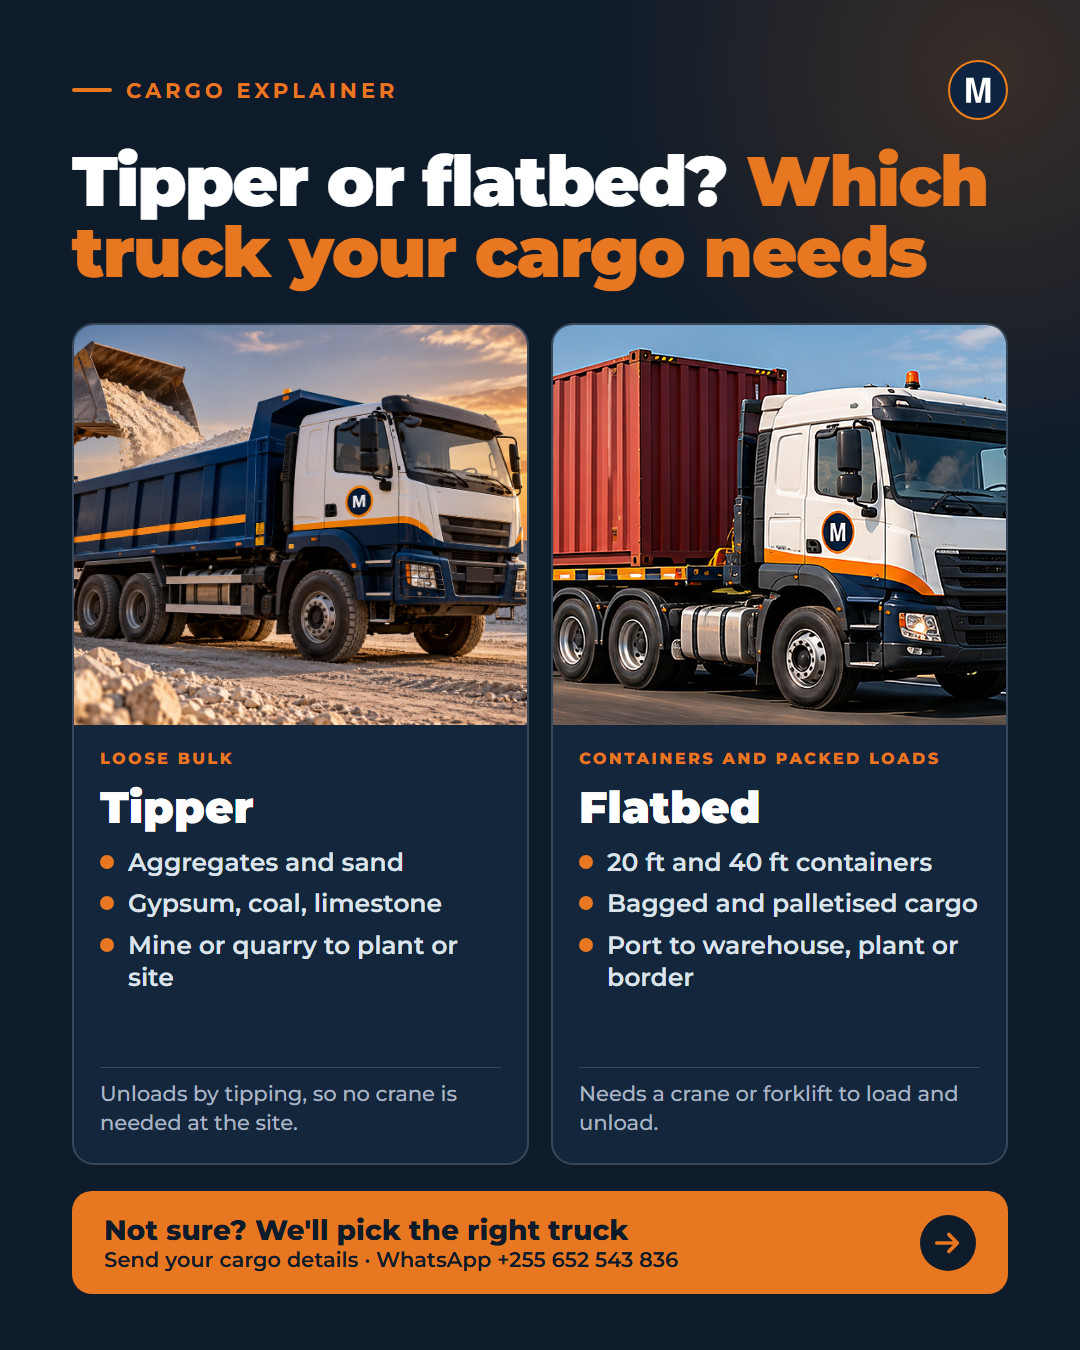 CARGO EXPLAINER
M
Tipper or flatbed? Which
truck your cargo needs
M
M
LOOSE BULK
Tipper
Aggregates and sand
Gypsum, coal, limestone
Mine or quarry to plant or
site
Unloads by tipping, so no crane is
needed at the site.
CONTAINERS AND PACKED LOADS
Flatbed
20 ft and 40 ft containers
Bagged and palletised cargo
Port to warehouse, plant or
border
Needs a crane or forklift to load and
unload.
Not sure? We'll pick the right truck
Send your cargo details · WhatsApp +255 652 543 836